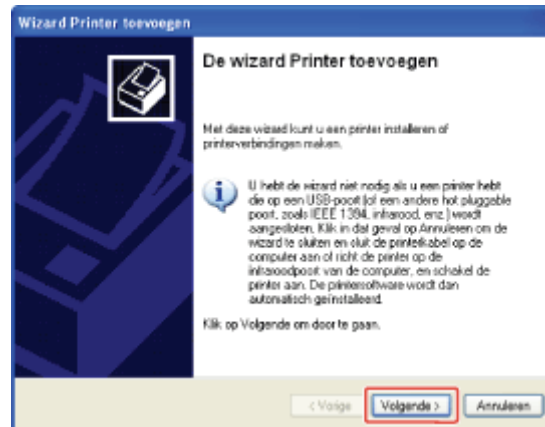 Wizard Printer toevoegen
De wizard Printer toevoegen
Met deze wizard kunt u een printer installeren of
printerverbindingen maken.
U hebt de wizard niet nodig als u een printer hebt
die op een USB-poort (of een andere hot pluggable
poort, zoals IEEE 1394, infrarood, enz.) wordt
aangesloten. Klik in dat geval op Annuleren om de
wizard te sluiten en sluit de printerkabel op de
computer aan of richt de printer op de
infraroodpoort van de computer, en schakel de
printer aan. De printersoftware wordt dan
automatisch geïnstalleerd.
Klik op Volgende om door te gaan.
< Vorige
Volgende >
Annuleren